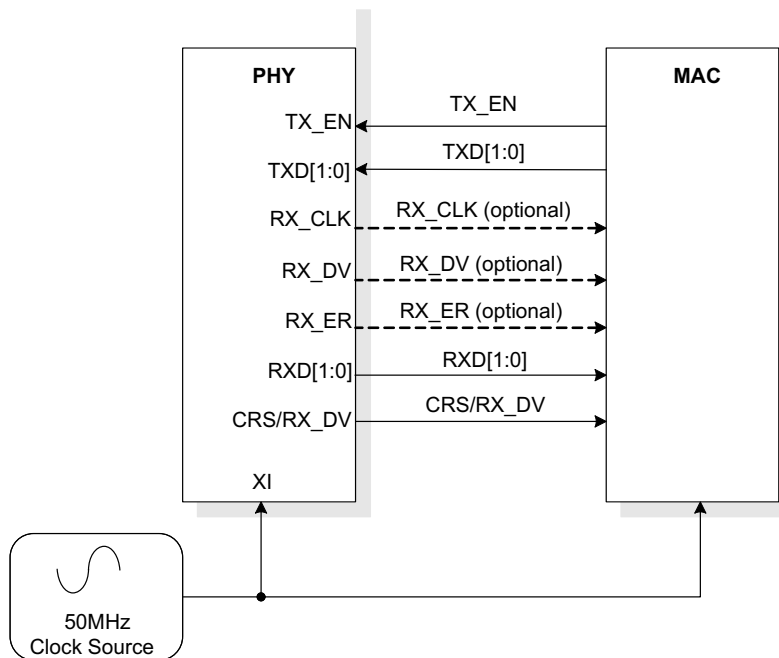 PHY
MAC
TX_EN
TX_EN
TXD[1:0]
TXD[1:0]
RX_CLK
RX_CLK (optional)
RX_DV
RX_DV (optional)
RX_ER
RX_ER (optional)
RXD[1:0]
RXD[1:0]
CRS/RX_DV
CRS/RX_DV
XI
50MHz
Clock Source